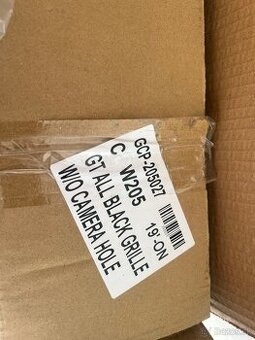 GCP-205027
C W205 19'-ON
GT ALL BLACK GRILLE
W/O CAMERA HOLE